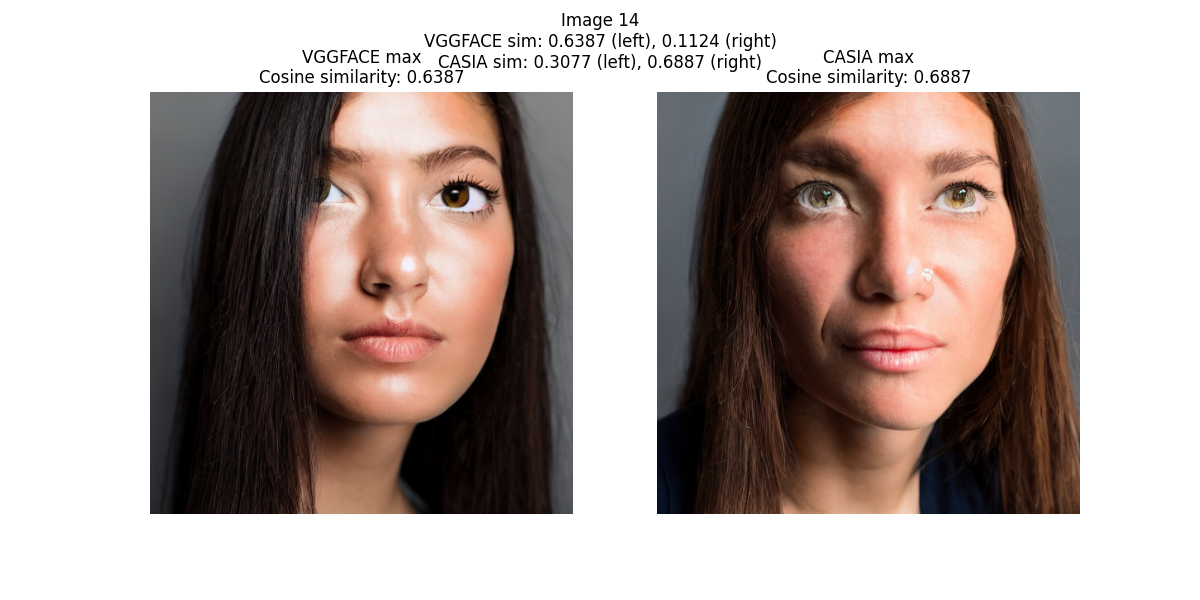 Image 14
VGGFACE sim: 0.6387 (left), 0.1124 (right)
CASIA sim: 0.3077 (left), 0.6887 (right)
VGGFACE max
Cosine similarity: 0.6387
CASIA max
Cosine similarity: 0.6887